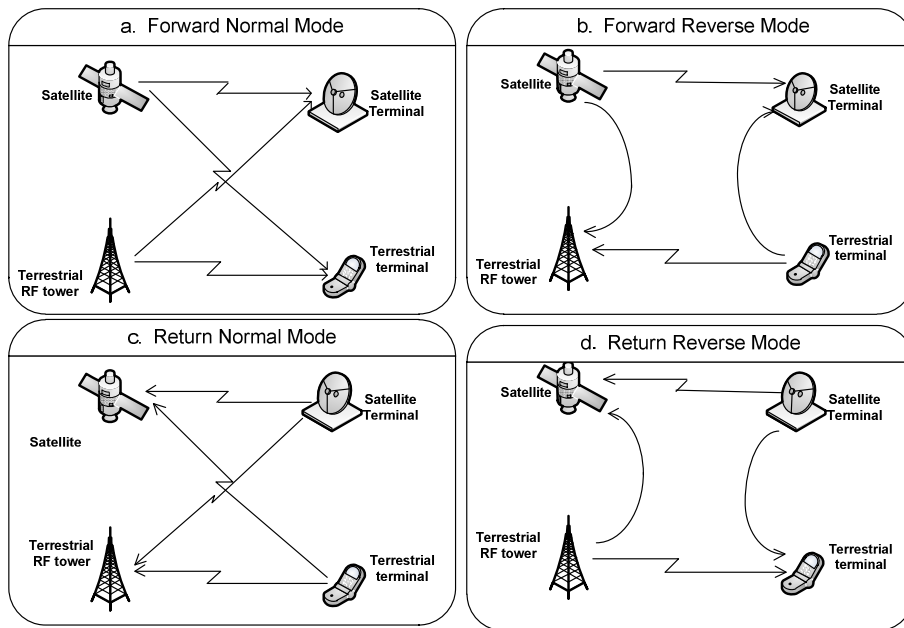 a. Forward Normal Mode
Satellite
Satellite
Terminal
Terrestrial
RF tower
Terrestrial
terminal
b. Forward Reverse Mode
Satellite
Satellite
Terminal
Terrestrial
RF tower
Terrestrial
terminal
c. Return Normal Mode
Satellite
Satellite
Terminal
Terrestrial
RF tower
Terrestrial
terminal
d. Return Reverse Mode
Satellite
Satellite
Terminal
Terrestrial
RF tower
Terrestrial
terminal